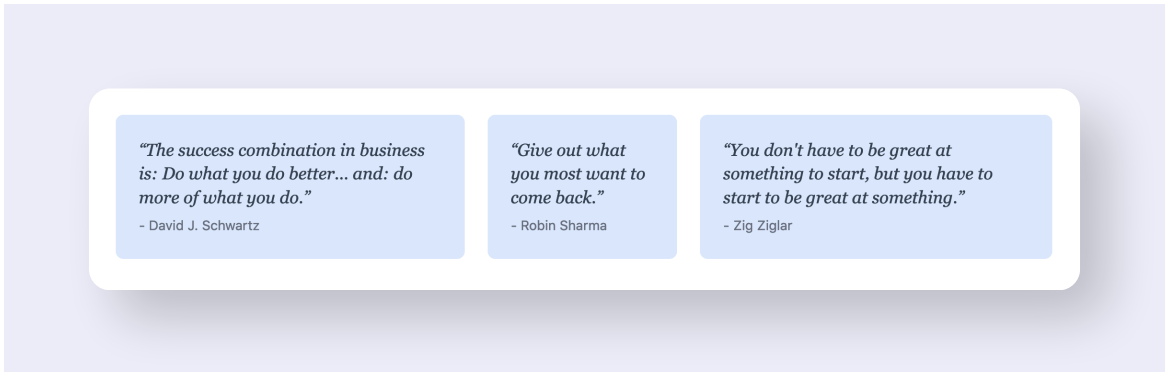 “The success combination in business
is: Do what you do better... and: do
more of what you do.”
- David J. Schwartz
“Give out what
you most want to
come back.”
- Robin Sharma
“You don't have to be great at
something to start, but you have to
start to be great at something.”
- Zig Ziglar